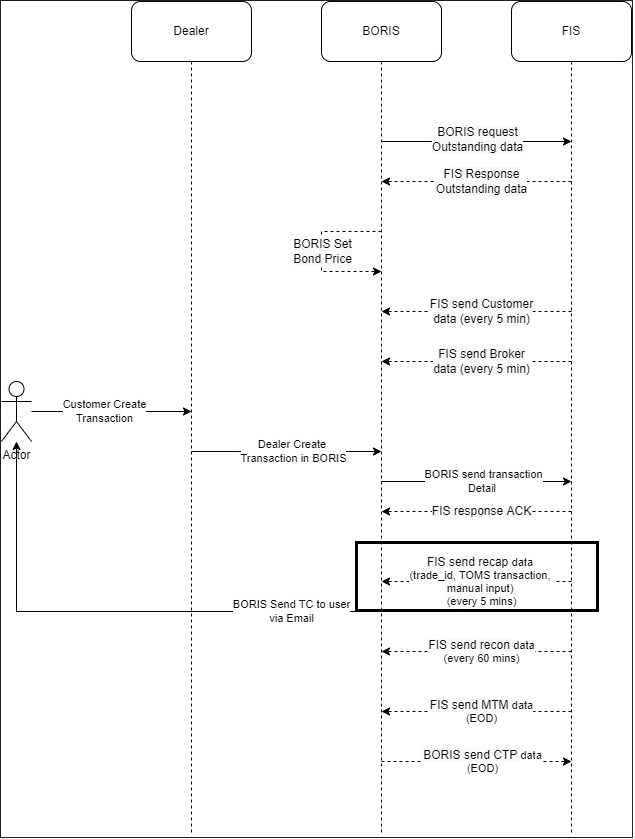 Dealer
BORIS
FIS
BORIS request
Outstanding data
FIS Response
Outstanding data
BORIS Set
Bond Price
FIS send Customer
data (every 5 min)
FIS send Broker
data (every 5 min)
Customer Create
Transaction
Actor
Dealer Create
Transaction in BORIS
BORIS send transaction
Detail
FIS response ACK
FIS send recap data
(trade_id, TOMS transaction,
manual input)
(every 5 mins)
BORIS Send TC to user
via Email
FIS send recon data
(every 60 mins)
FIS send MTM data
(EOD)
BORIS send CTP data
(EOD)